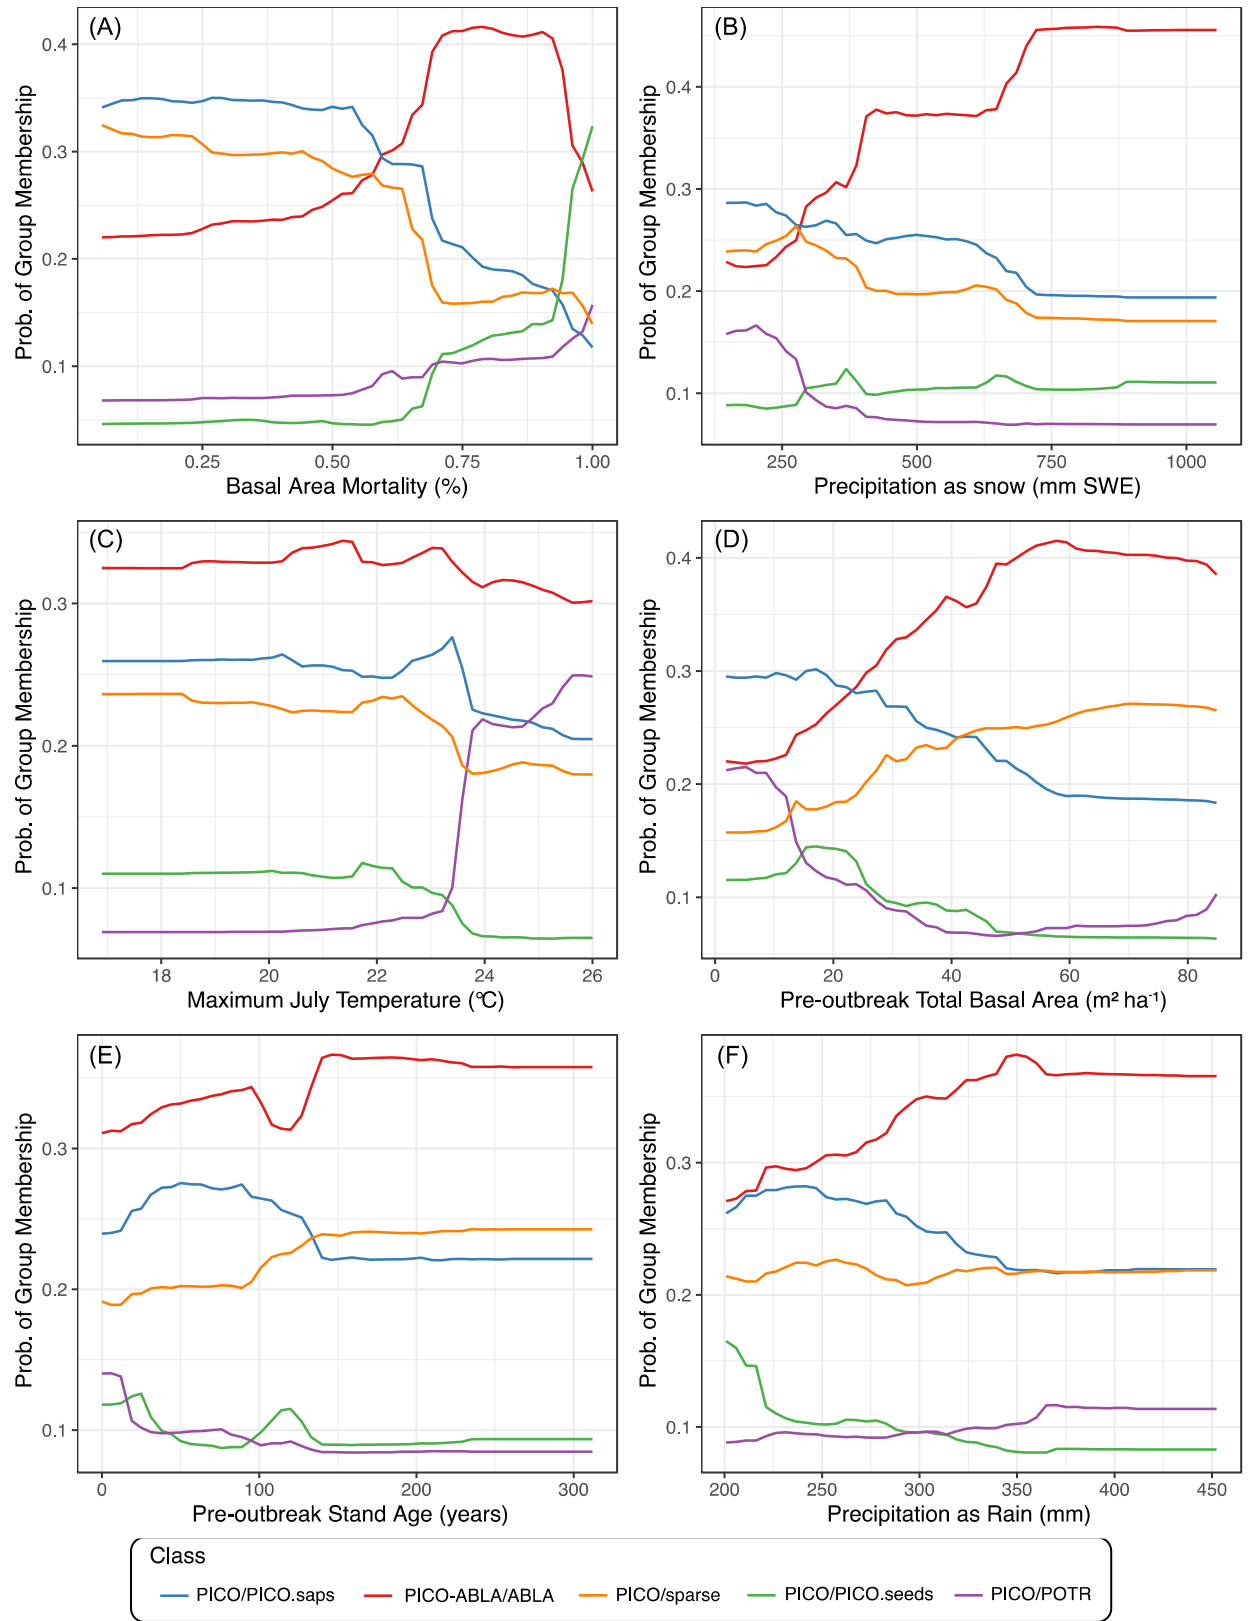 (A)
Prob. of Group Membership
0.4
0.3
0.2
0.1
0.25 0.50 0.75 1.00
Basal Area Mortality (%)
(B)
Prob. of Group Membership
0.4
0.3
0.2
0.1
250 500 750 1000
Precipitation as snow (mm SWE)
(C)
Prob. of Group Membership
0.3
0.2
0.1
18 20 22 24 26
Maximum July Temperature (°C)
(D)
Prob. of Group Membership
0.4
0.3
0.2
0.1
0 20 40 60 80
Pre-outbreak Total Basal Area (m² ha⁻¹)
(E)
Prob. of Group Membership
0.3
0.2
0.1
0 100 200 300
Pre-outbreak Stand Age (years)
(F)
Prob. of Group Membership
0.3
0.2
0.1
200 250 300 350 400 450
Precipitation as Rain (mm)
Class
PICO/PICO.saps PICO-ABLA/ABLA PICO/sparse PICO/PICO.seeds PICO/POTR